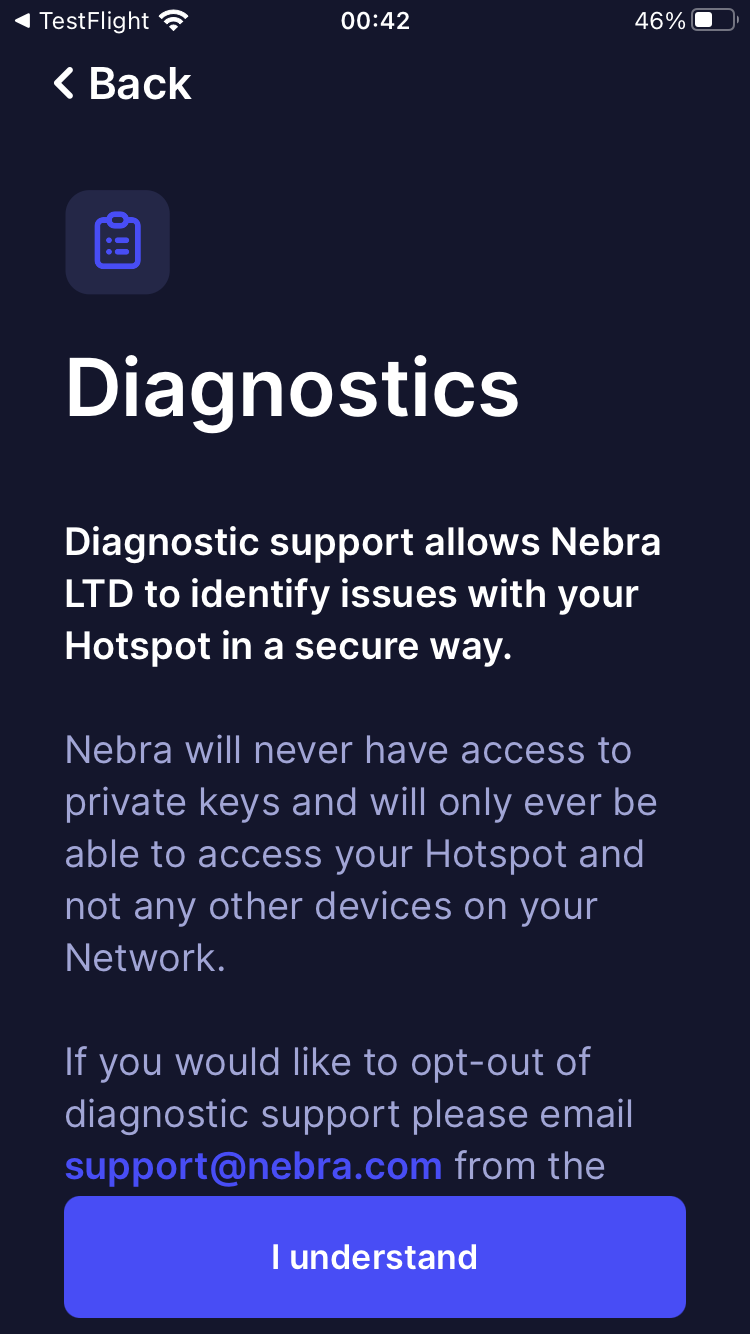 TestFlight 00:42 46%
Back
Diagnostics
Diagnostic support allows Nebra
LTD to identify issues with your
Hotspot in a secure way.
Nebra will never have access to
private keys and will only ever be
able to access your Hotspot and
not any other devices on your
Network.
If you would like to opt-out of
diagnostic support please email
support@nebra.com from the
I understand